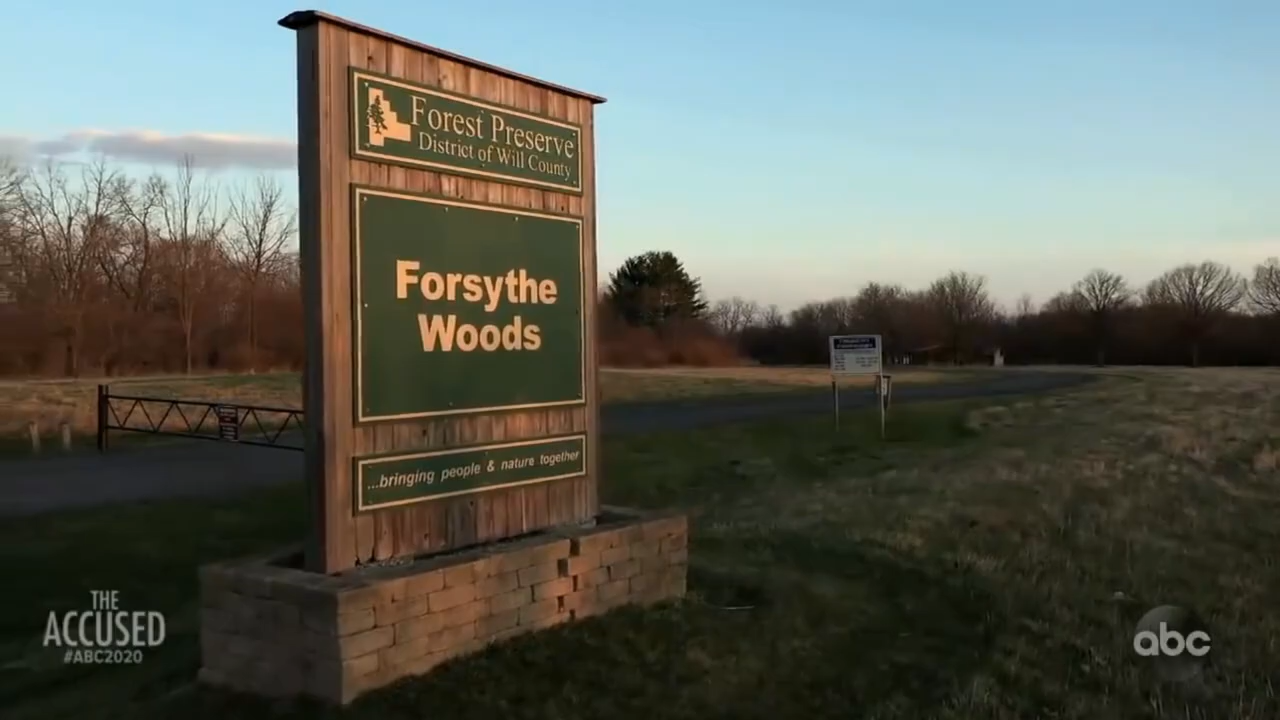 Forest Preserve
District of Will County
Forsythe
Woods
...bringing people & nature together
THE
ACCUSED
#ABC2020
abc